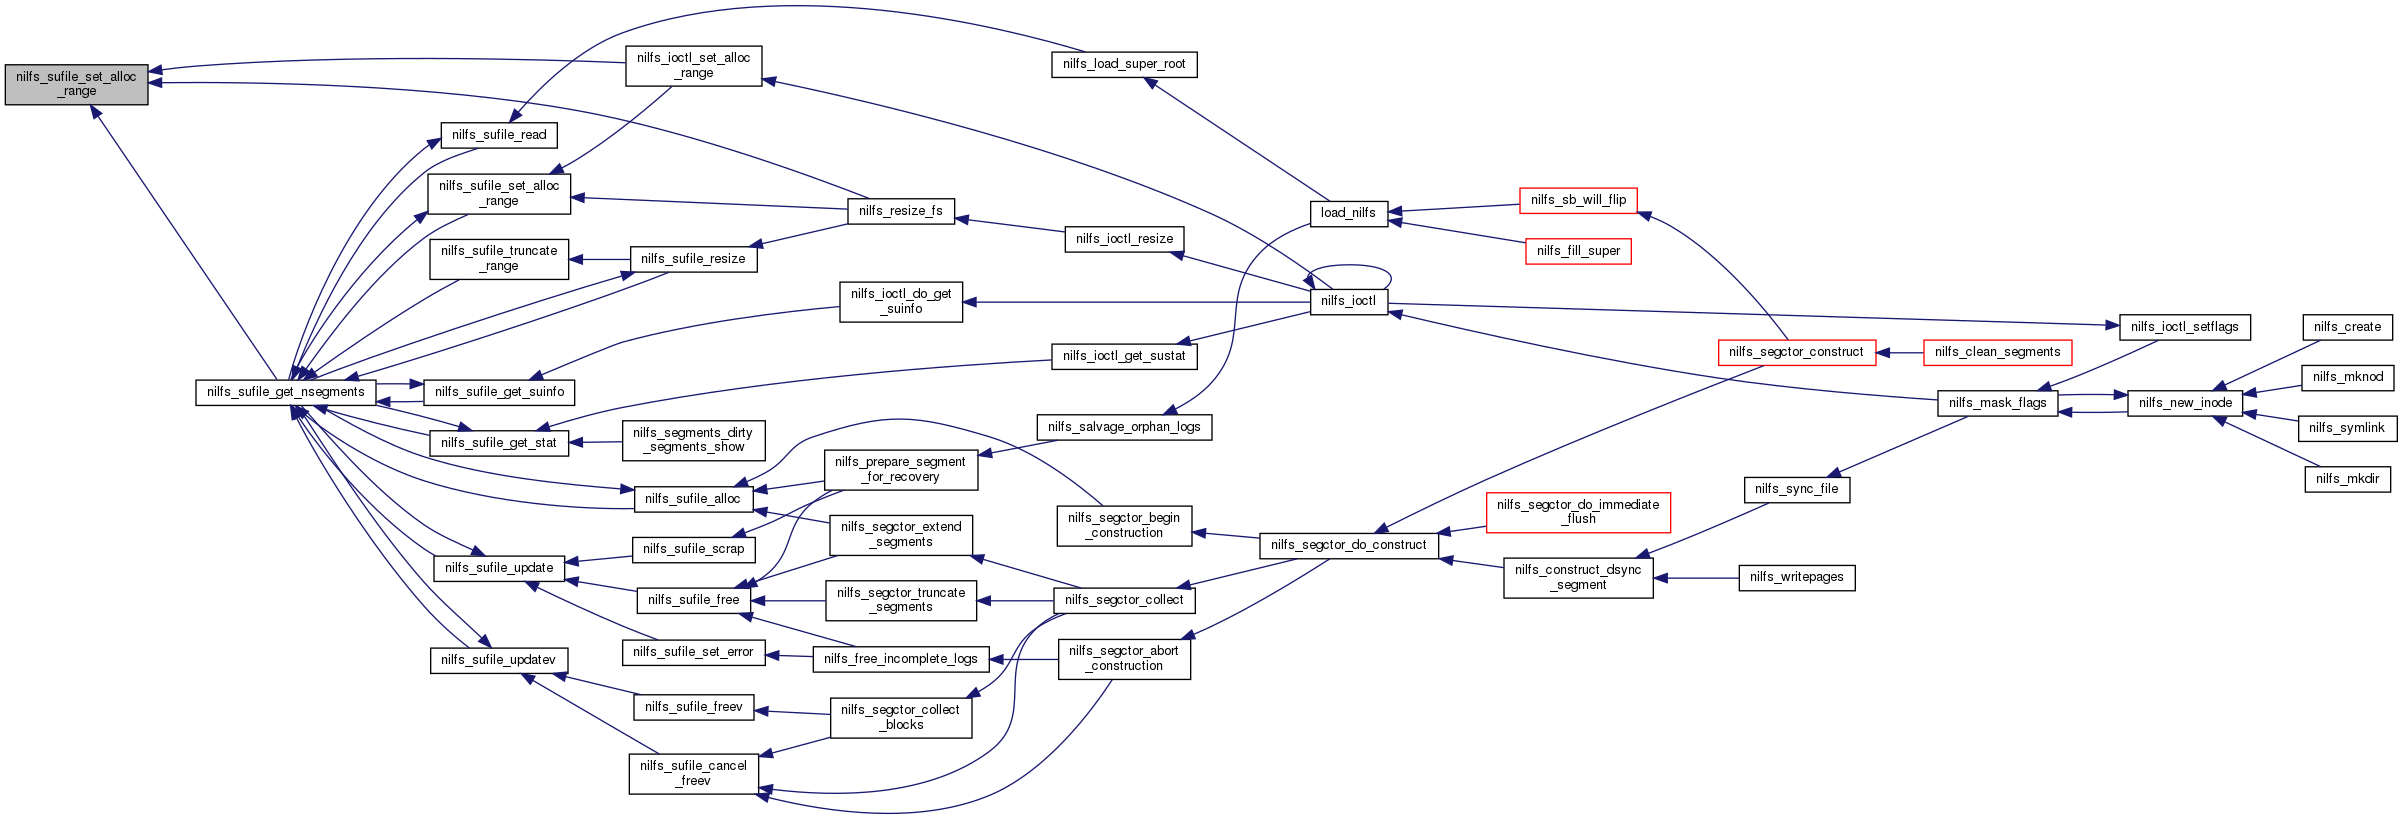 nilfs_sufile_set_alloc
_range
nilfs_sufile_get_nsegments
nilfs_sufile_read
nilfs_sufile_set_alloc
_range
nilfs_sufile_truncate
_range
nilfs_sufile_get_suinfo
nilfs_sufile_get_stat
nilfs_sufile_update
nilfs_sufile_updatev
nilfs_ioctl_set_alloc
_range
nilfs_sufile_resize
nilfs_segments_dirty
_segments_show
nilfs_sufile_alloc
nilfs_sufile_scrap
nilfs_sufile_free
nilfs_sufile_set_error
nilfs_sufile_freev
nilfs_sufile_cancel
_freev
nilfs_resize_fs
nilfs_ioctl_do_get
_suinfo
nilfs_prepare_segment
_for_recovery
nilfs_segctor_extend
_segments
nilfs_segctor_truncate
_segments
nilfs_free_incomplete_logs
nilfs_segctor_collect
_blocks
nilfs_load_super_root
nilfs_ioctl_resize
nilfs_ioctl_get_sustat
nilfs_salvage_orphan_logs
nilfs_segctor_begin
_construction
nilfs_segctor_collect
nilfs_segctor_abort
_construction
load_nilfs
nilfs_ioctl
nilfs_segctor_do_construct
nilfs_sb_will_flip
nilfs_fill_super
nilfs_segctor_do_immediate
_flush
nilfs_construct_dsync
_segment
nilfs_segctor_construct
nilfs_sync_file
nilfs_writepages
nilfs_clean_segments
nilfs_mask_flags
nilfs_ioctl_setflags
nilfs_new_inode
nilfs_create
nilfs_mknod
nilfs_symlink
nilfs_mkdir